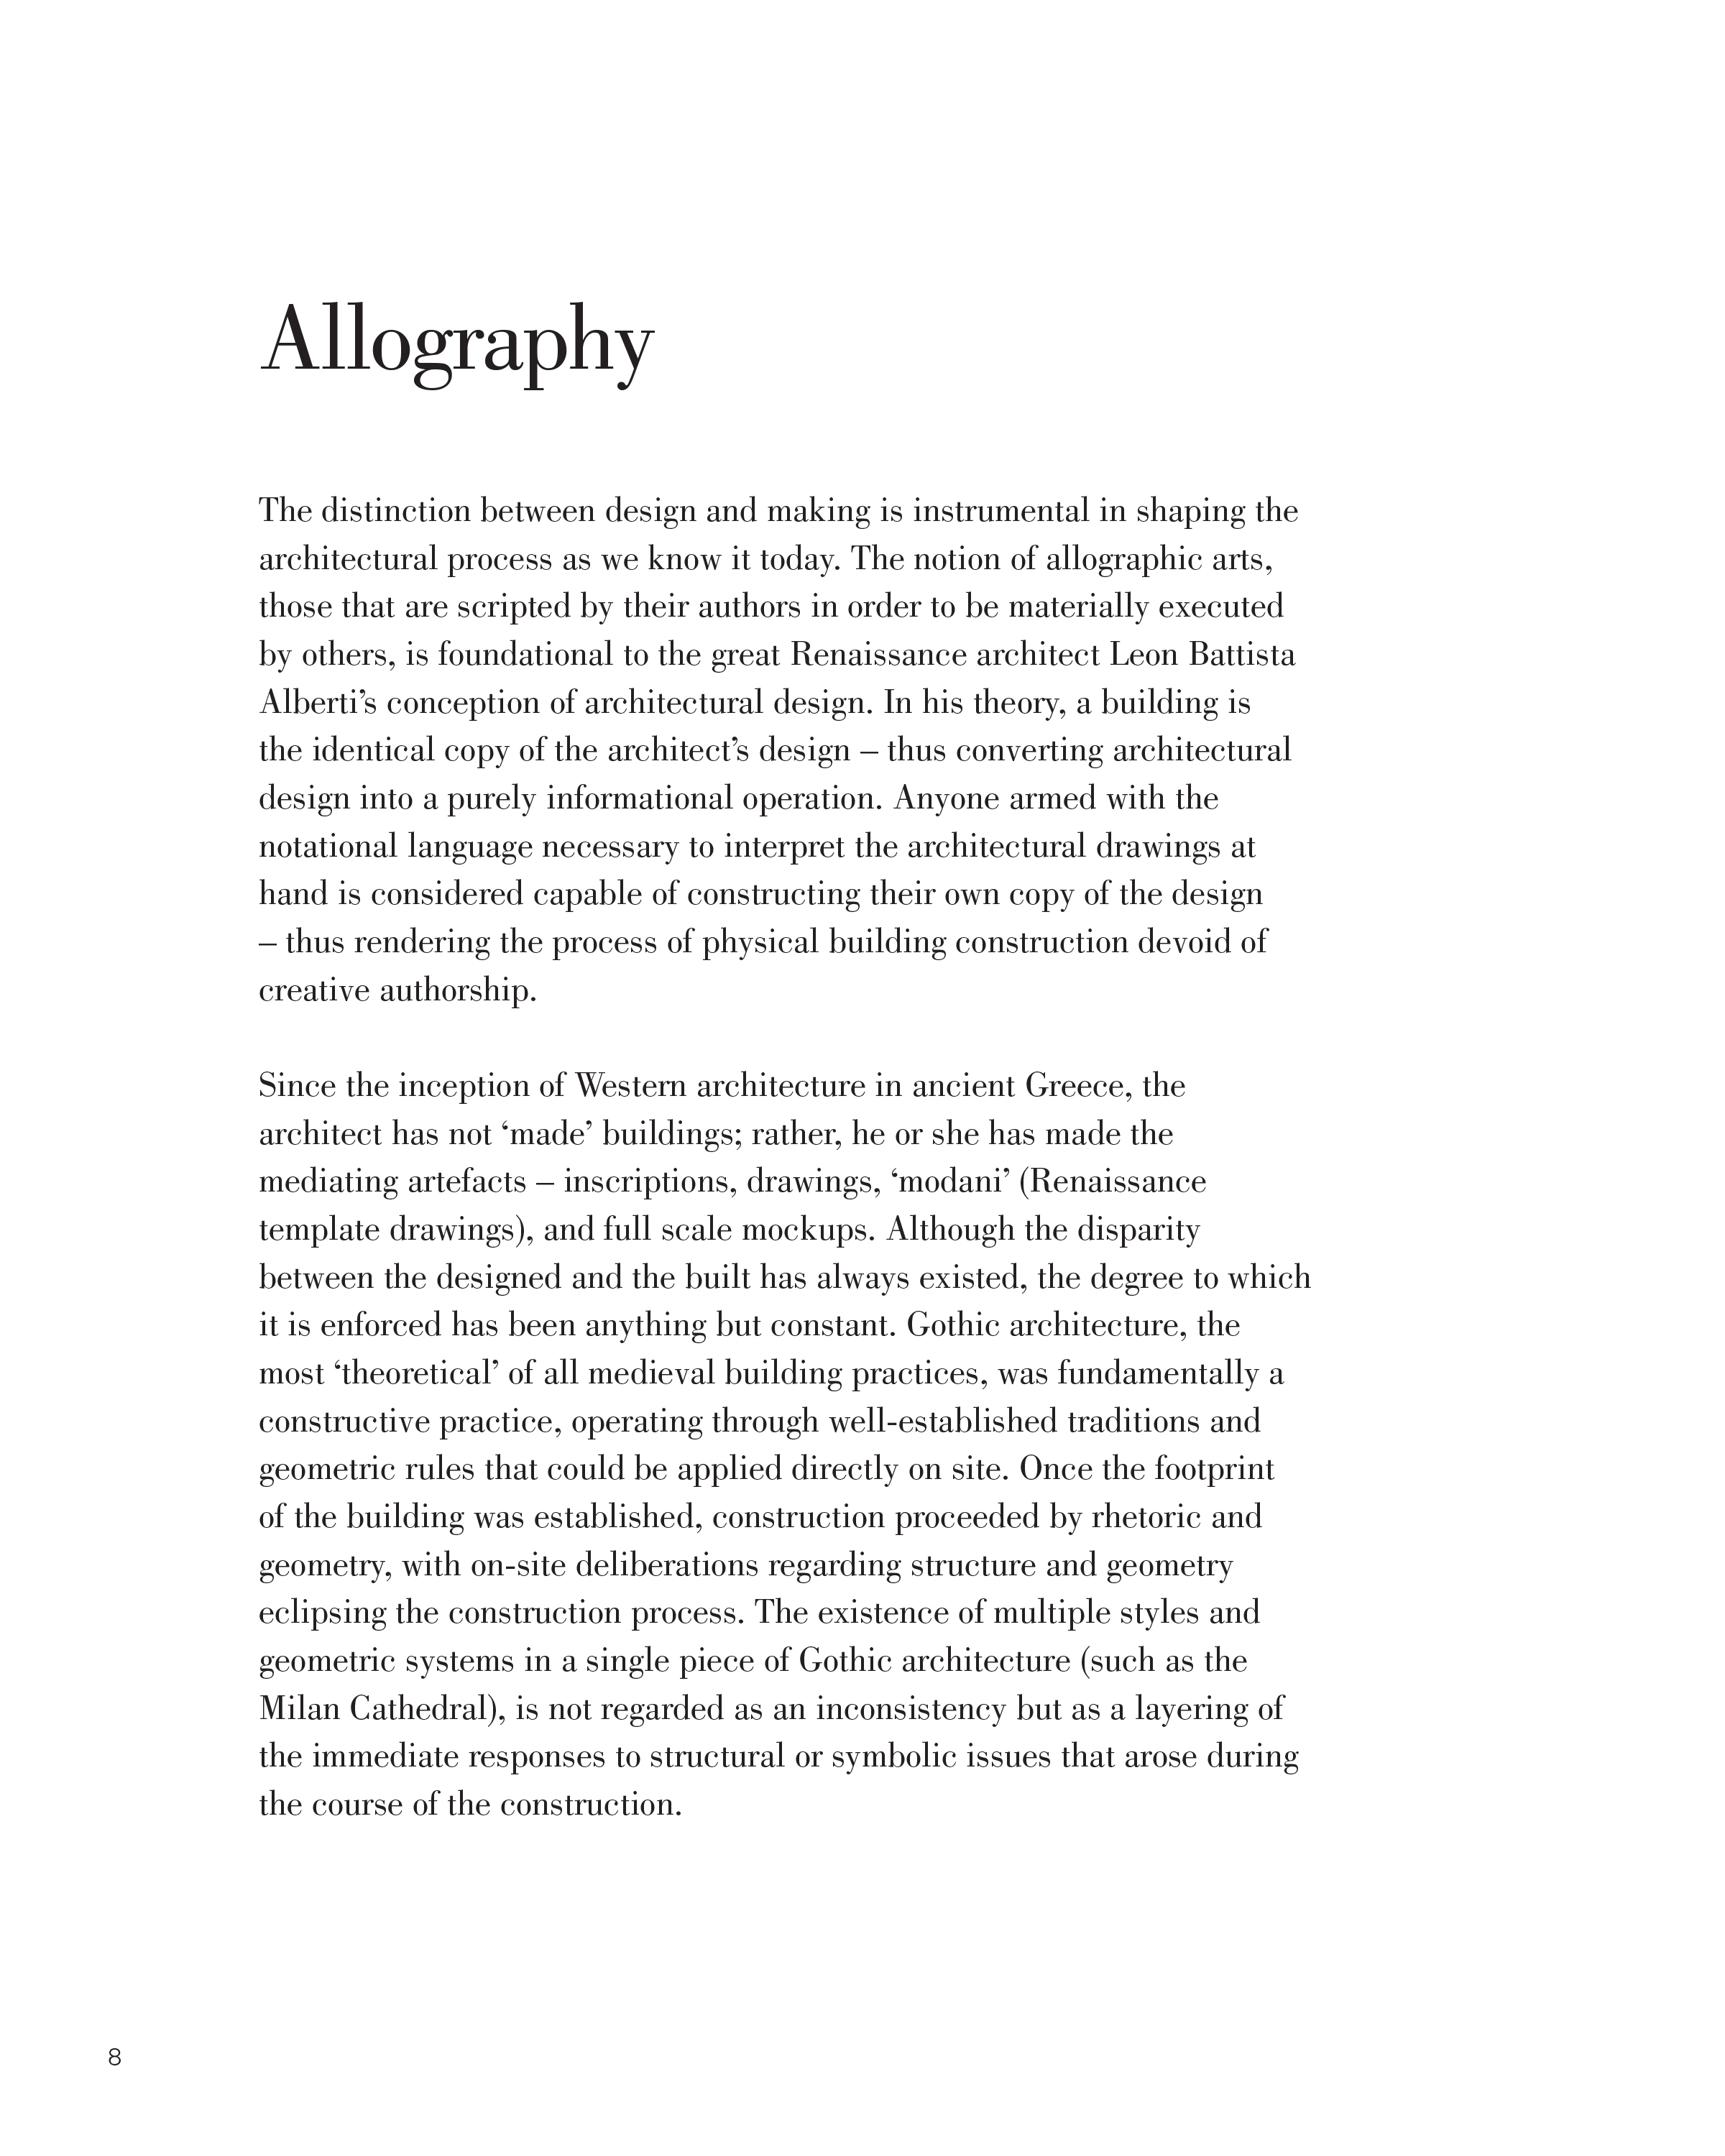 Allography
The distinction between design and making is instrumental in shaping the
architectural process as we know it today. The notion of allographic arts,
those that are scripted by their authors in order to be materially executed
by others, is foundational to the great Renaissance architect Leon Battista
Alberti’s conception of architectural design. In his theory, a building is
the identical copy of the architect’s design – thus converting architectural
design into a purely informational operation. Anyone armed with the
notational language necessary to interpret the architectural drawings at
hand is considered capable of constructing their own copy of the design
– thus rendering the process of physical building construction devoid of
creative authorship.
Since the inception of Western architecture in ancient Greece, the
architect has not ‘made’ buildings; rather, he or she has made the
mediating artefacts – inscriptions, drawings, ‘modani’ (Renaissance
template drawings), and full scale mockups. Although the disparity
between the designed and the built has always existed, the degree to which
it is enforced has been anything but constant. Gothic architecture, the
most ‘theoretical’ of all medieval building practices, was fundamentally a
constructive practice, operating through well-established traditions and
geometric rules that could be applied directly on site. Once the footprint
of the building was established, construction proceeded by rhetoric and
geometry, with on-site deliberations regarding structure and geometry
eclipsing the construction process. The existence of multiple styles and
geometric systems in a single piece of Gothic architecture (such as the
Milan Cathedral), is not regarded as an inconsistency but as a layering of
the immediate responses to structural or symbolic issues that arose during
the course of the construction.
8